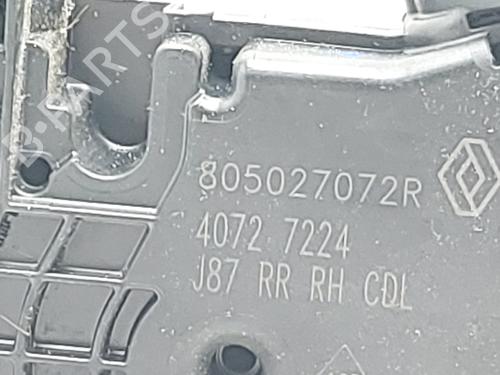 B-PARTS
805027072R
4072 7224
J87 RR RH CDL